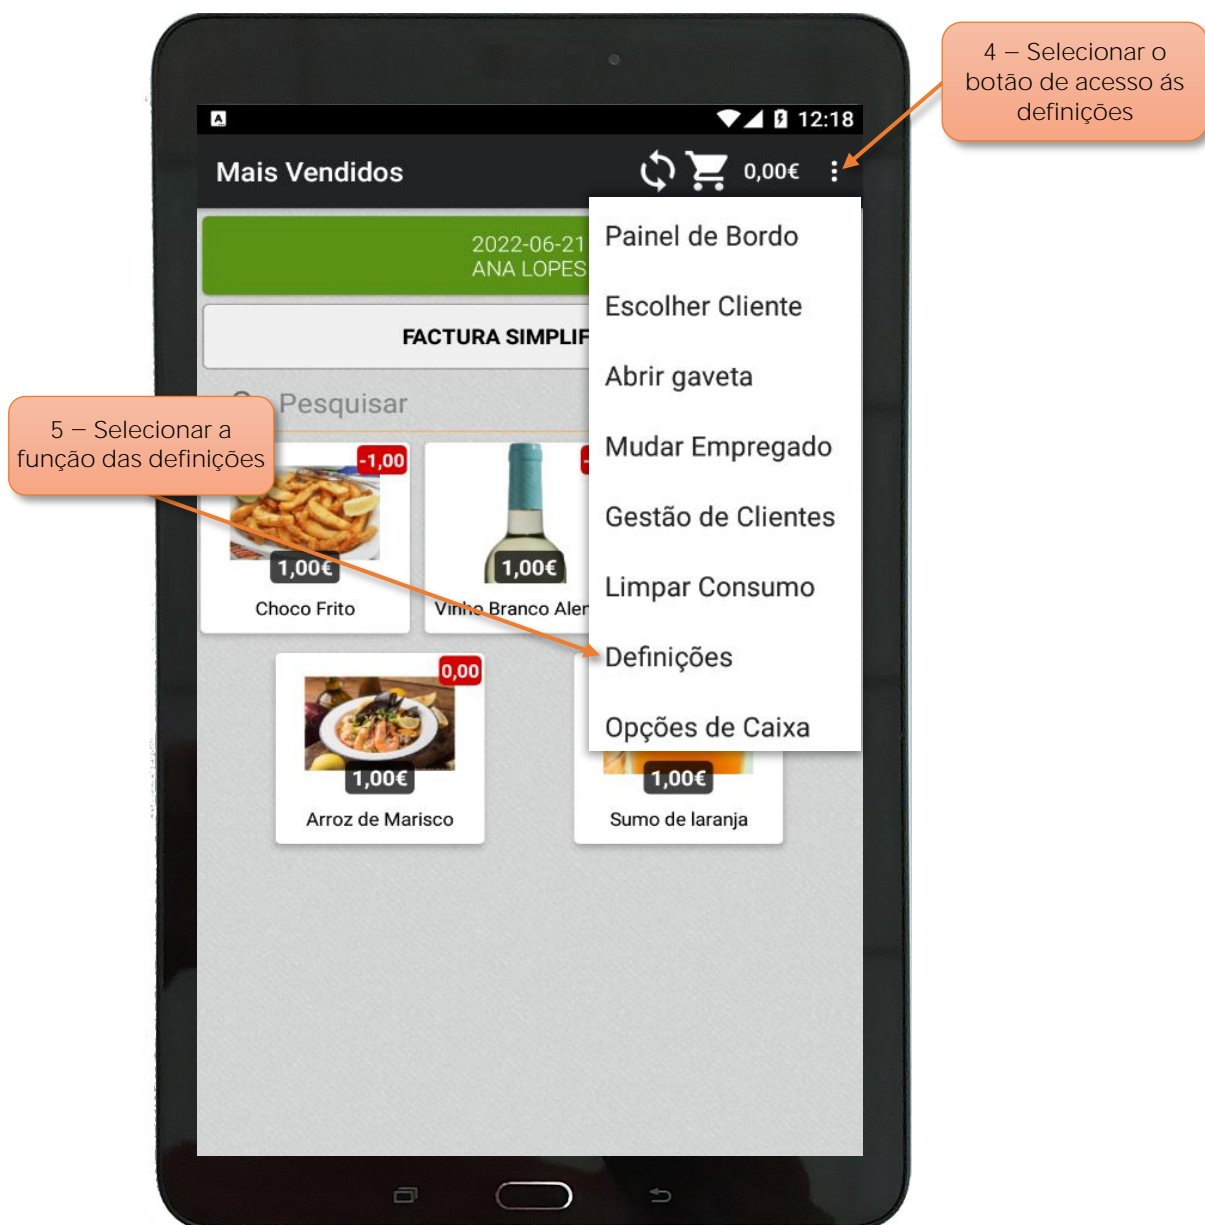 4 – Selecionar o
botão de acesso ás
definições
12:18
Mais Vendidos
0,00€
2022-06-21
ANA LOPES
Painel de Bordo
Escolher Cliente
Abrir gaveta
Mudar Empregado
Gestão de Clientes
Limpar Consumo
Definições
Opções de Caixa
FACTURA SIMPLIF
Pesquisar
5 – Selecionar a
função das definições
-1,00
1,00€
1,00€
Choco Frito
Vinho Branco Alen
0,00
1,00€
1,00€
Arroz de Marisco
Sumo de laranja